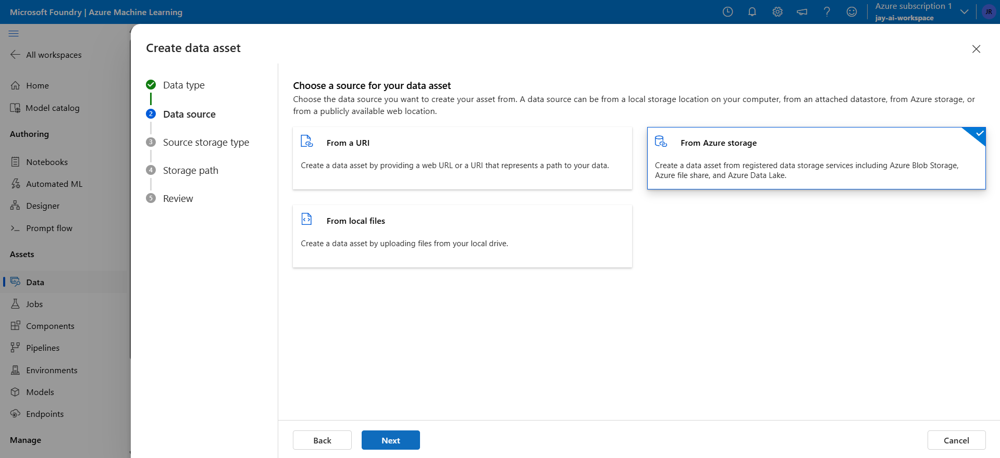 Microsoft Foundry | Azure Machine Learning
Azure subscription 1
jay-ai-workspace
JR
All workspaces
Home
Model catalog
Authoring
Notebooks
Automated ML
Designer
Prompt flow
Assets
Data
Jobs
Components
Pipelines
Environments
Models
Endpoints
Manage
Create data asset
Data type
2 Data source
3 Source storage type
4 Storage path
5 Review
Choose a source for your data asset
Choose the data source you want to create your asset from. A data source can be from a local storage location on your computer, from an attached datastore, from Azure storage, or
from a publicly available web location.
From a URI
Create a data asset by providing a web URL or a URI that represents a path to your data.
From Azure storage
Create a data asset from registered data storage services including Azure Blob Storage,
Azure file share, and Azure Data Lake.
From local files
Create a data asset by uploading files from your local drive.
Back
Next
Cancel